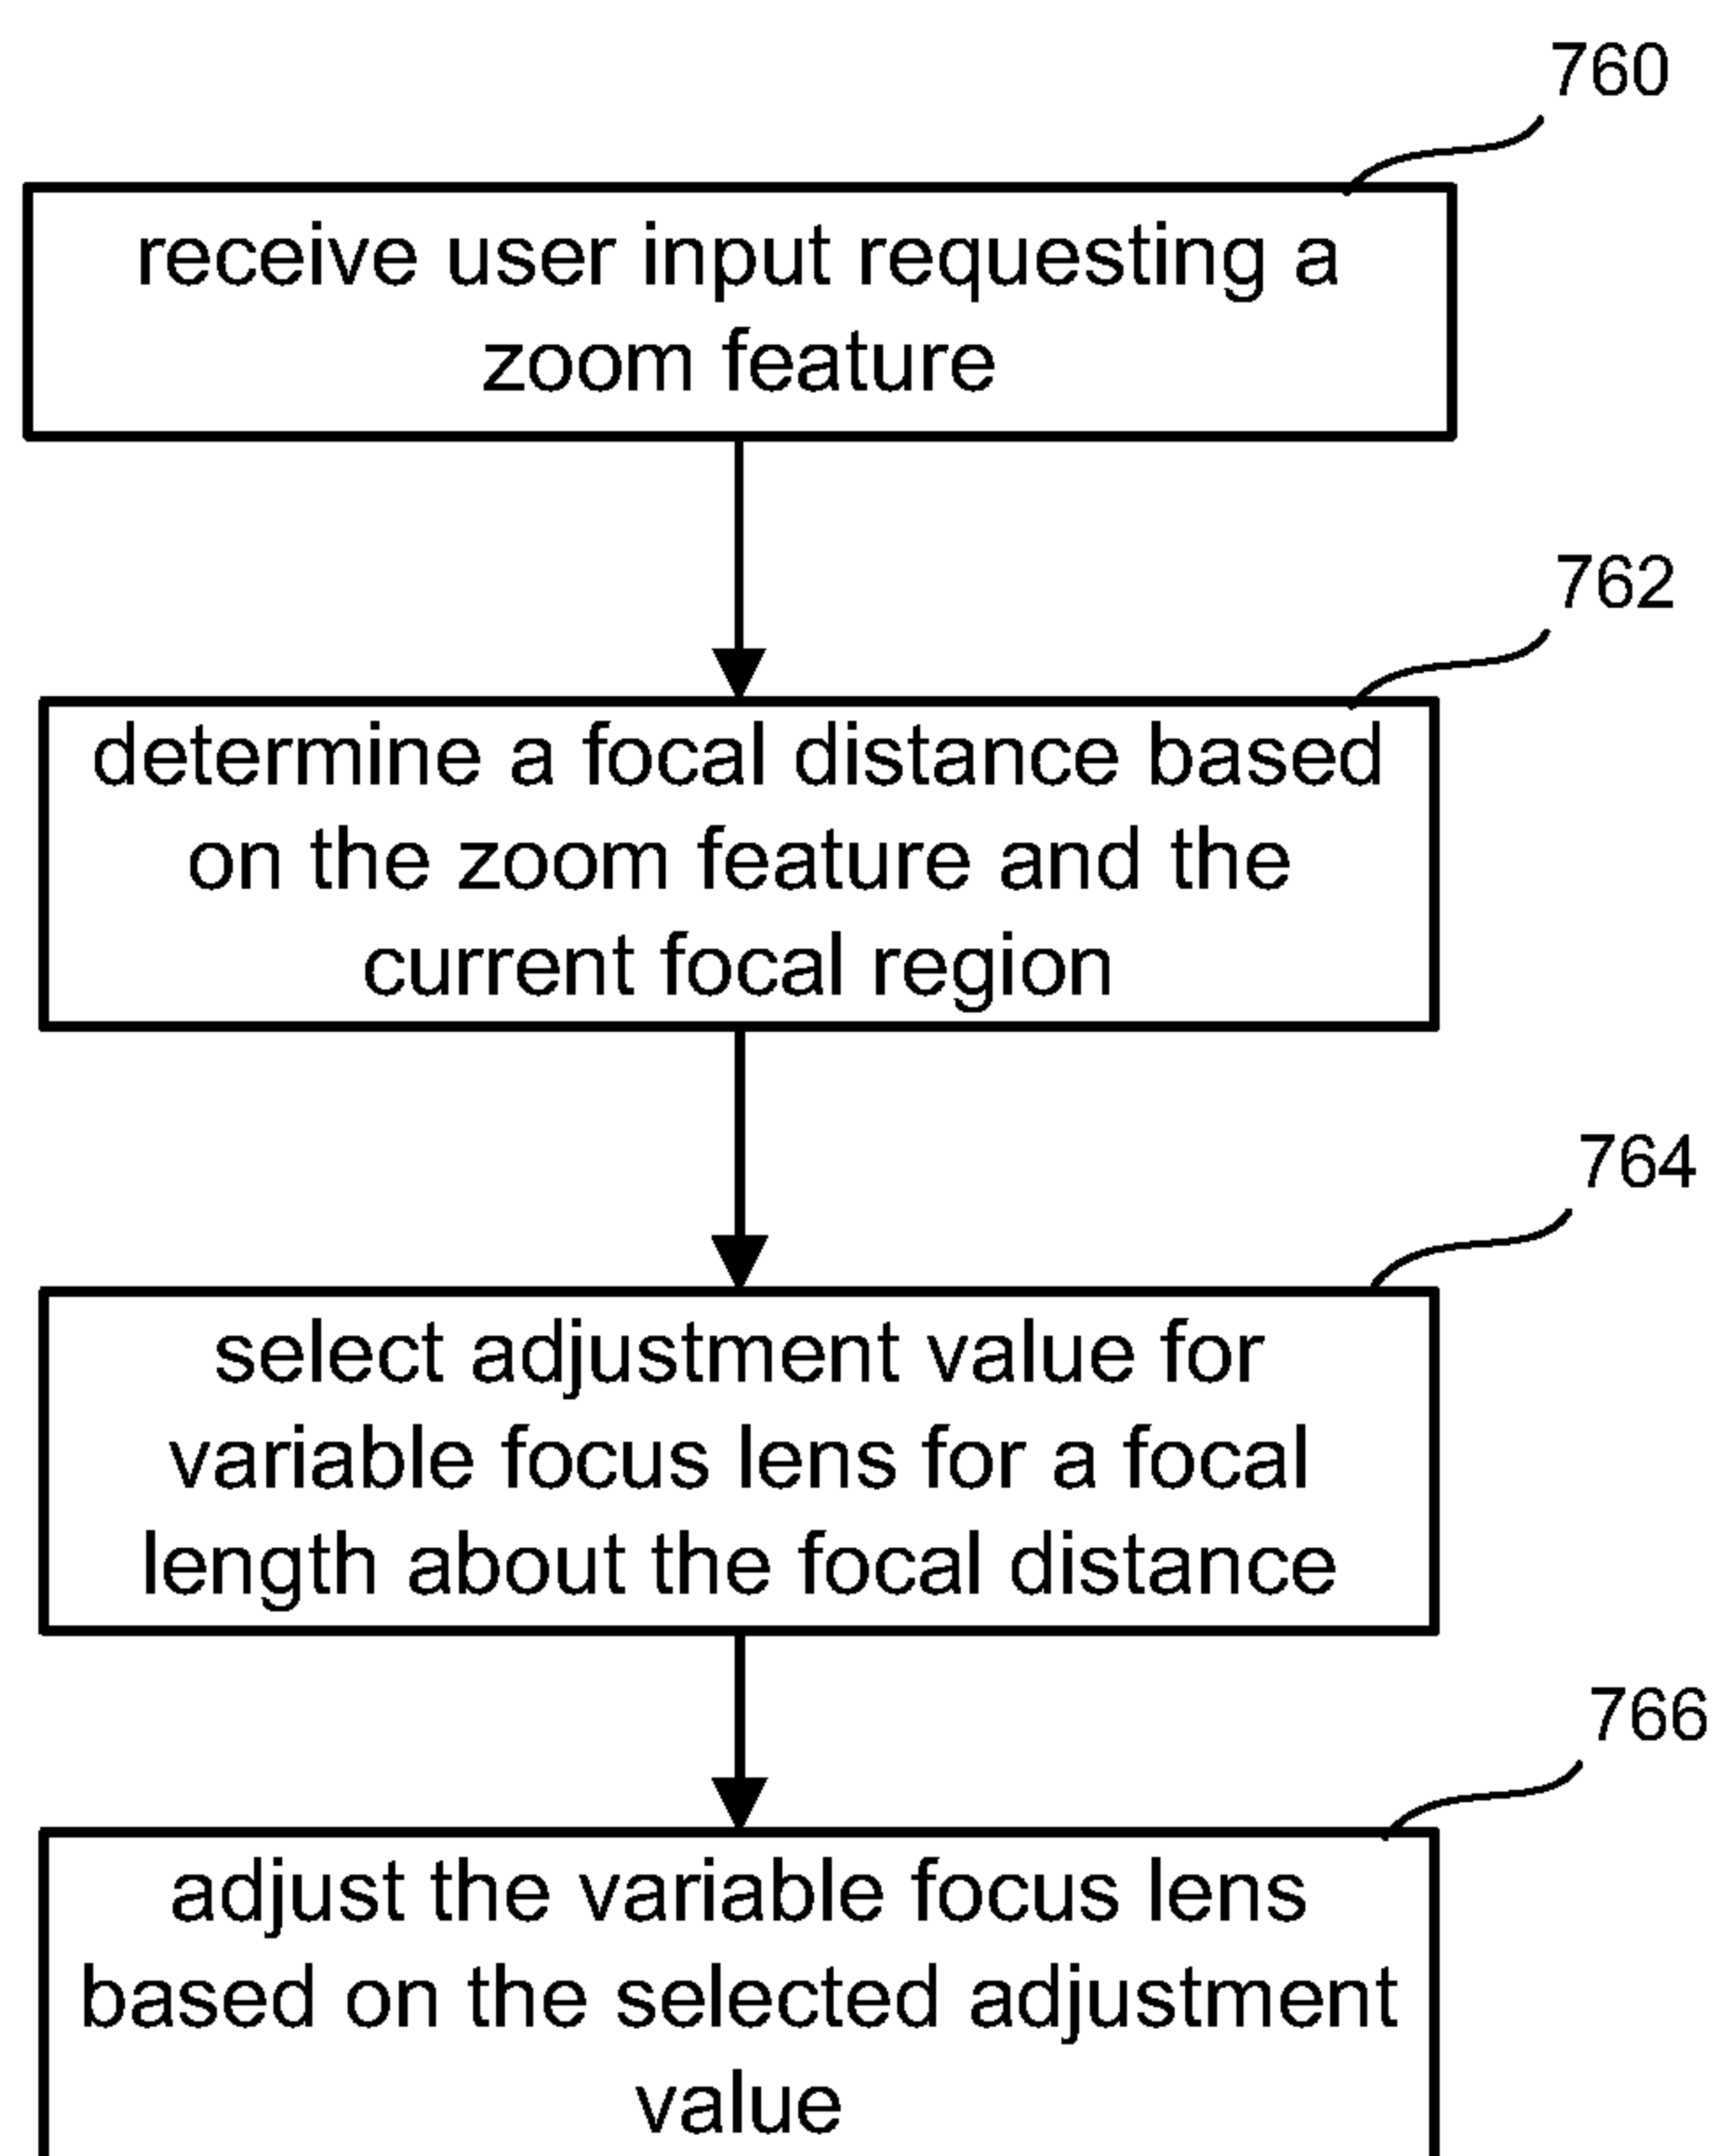 760
receive user input requesting a
zoom feature
762
determine a focal distance based
on the zoom feature and the
current focal region
764
select adjustment value for
variable focus lens for a focal
length about the focal distance
766
adjust the variable focus lens
based on the selected adjustment
value